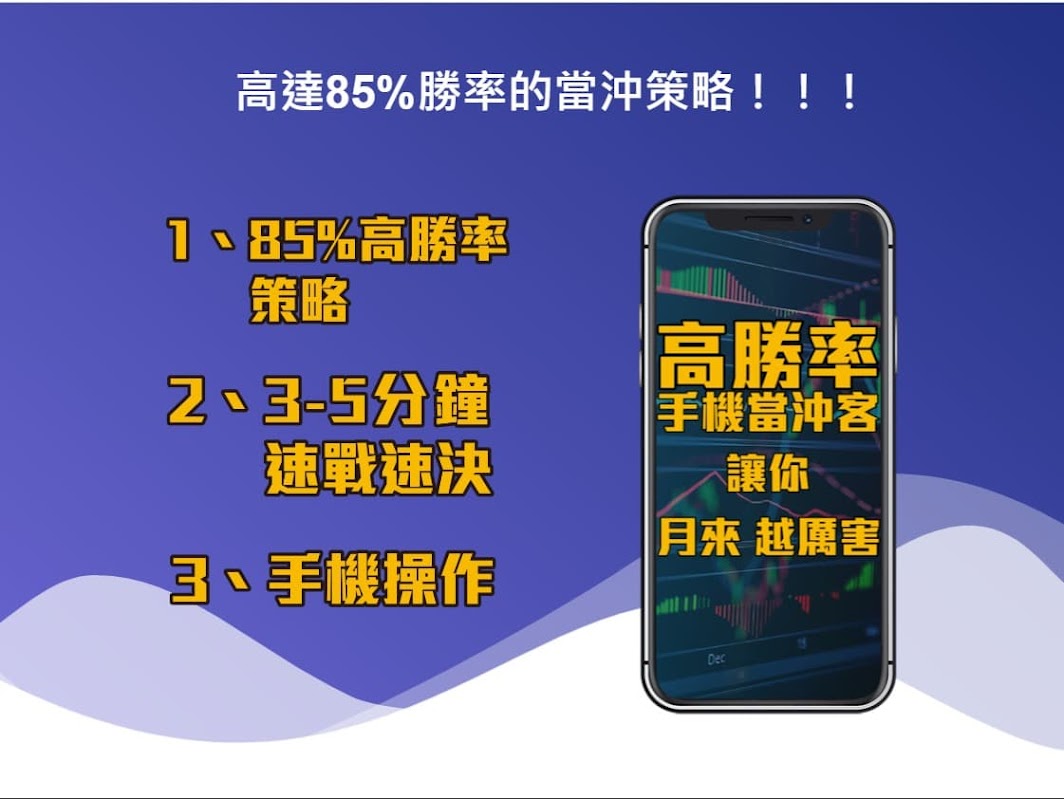 高達85%勝率的當沖策略！！！
1、85%高勝率
策略
2、3-5分鐘
速戰速決
3、手機操作
高勝率
手機當沖客
讓你
月來 越厲害
Dec